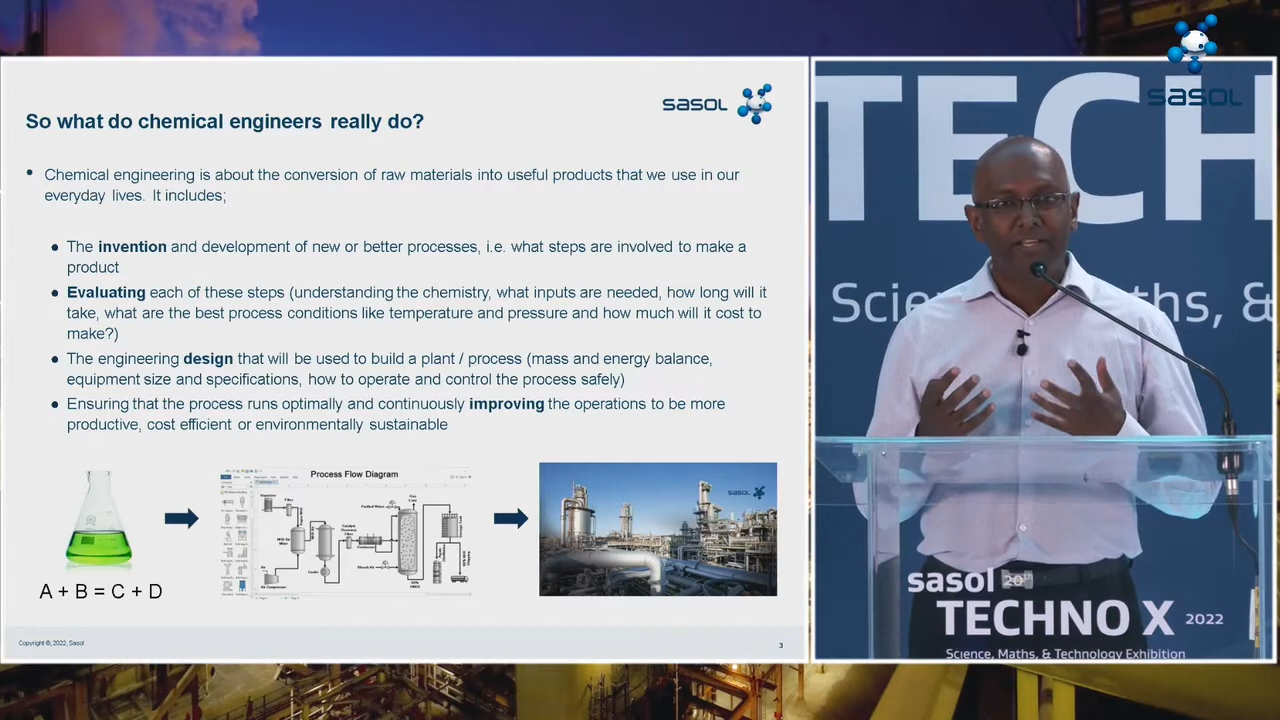 sasol
So what do chemical engineers really do?
• Chemical engineering is about the conversion of raw materials into useful products that we use in our
everyday lives. It includes;
• The invention and development of new or better processes, i.e. what steps are involved to make a
product
• Evaluating each of these steps (understanding the chemistry, what inputs are needed, how long will it
take, what are the best process conditions like temperature and pressure and how much will it cost to
make?)
• The engineering design that will be used to build a plant / process (mass and energy balance,
equipment size and specifications, how to operate and control the process safely)
• Ensuring that the process runs optimally and continuously improving the operations to be more
productive, cost efficient or environmentally sustainable
Process Flow Diagram
sasol
A + B = C + D
Copyright ©, 2022, Sasol
3
sasol
TECH
Scie
ths, &
sasol 20
TECHNO X 2022
Science, Maths, & Technology Exhibition